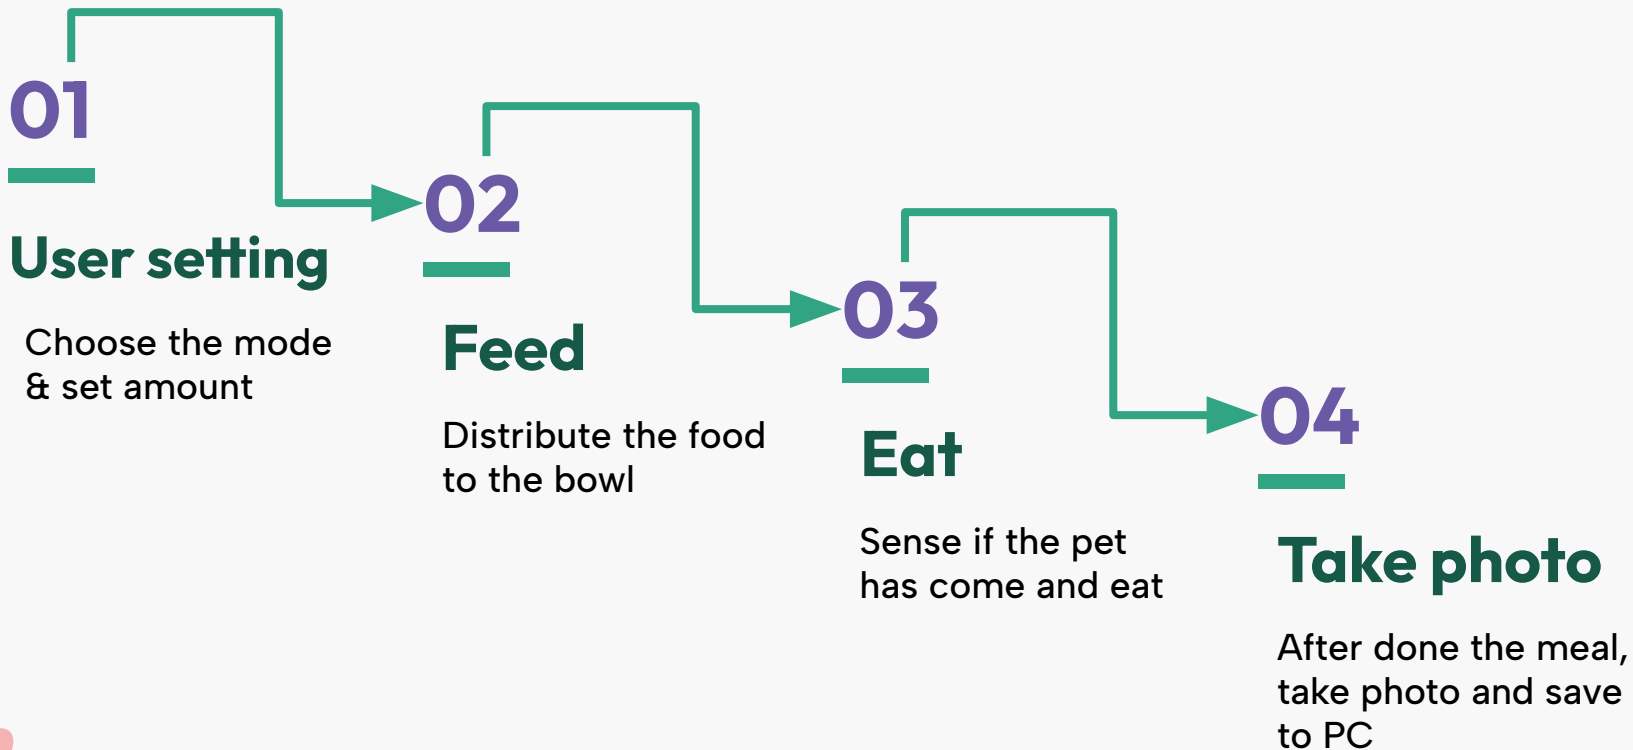 01
User setting
Choose the mode
& set amount
02
Feed
Distribute the food
to the bowl
03
Eat
Sense if the pet
has come and eat
04
Take photo
After done the meal,
take photo and save
to PC